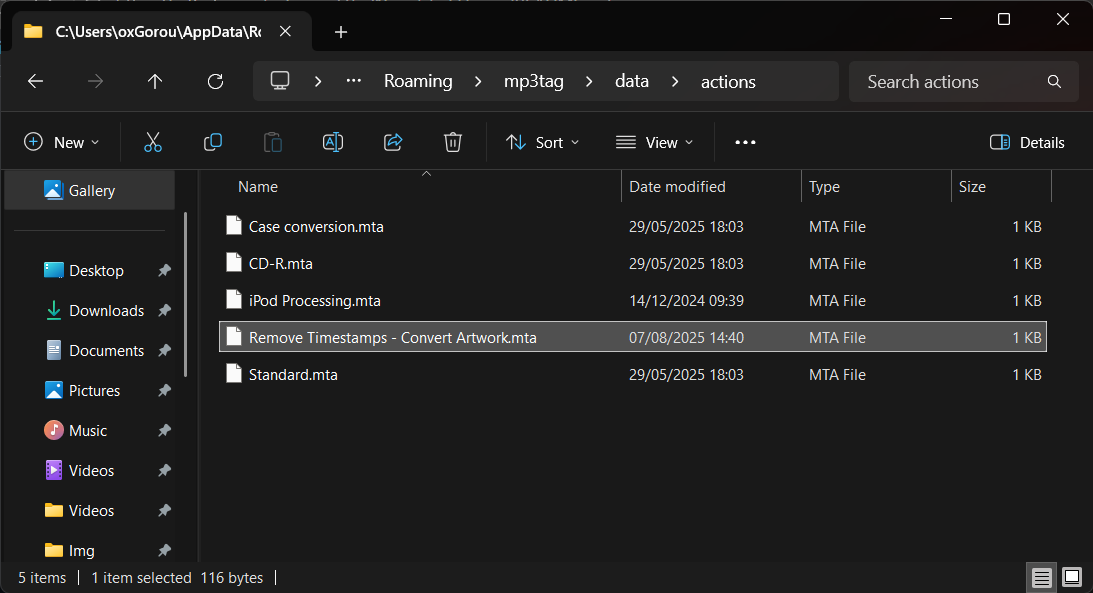 C:\Users\oxGorou\AppData\Ro
Roaming mp3tag data actions
Search actions
New
Sort
View
Details
Gallery
Desktop
Downloads
Documents
Pictures
Music
Videos
Videos
Img
Name Date modified Type Size
Case conversion.mta 29/05/2025 18:03 MTA File 1 KB
CD-R.mta 29/05/2025 18:03 MTA File 1 KB
iPod Processing.mta 14/12/2024 09:39 MTA File 1 KB
Remove Timestamps - Convert Artwork.mta 07/08/2025 14:40 MTA File 1 KB
Standard.mta 29/05/2025 18:03 MTA File 1 KB
5 items 1 item selected 116 bytes